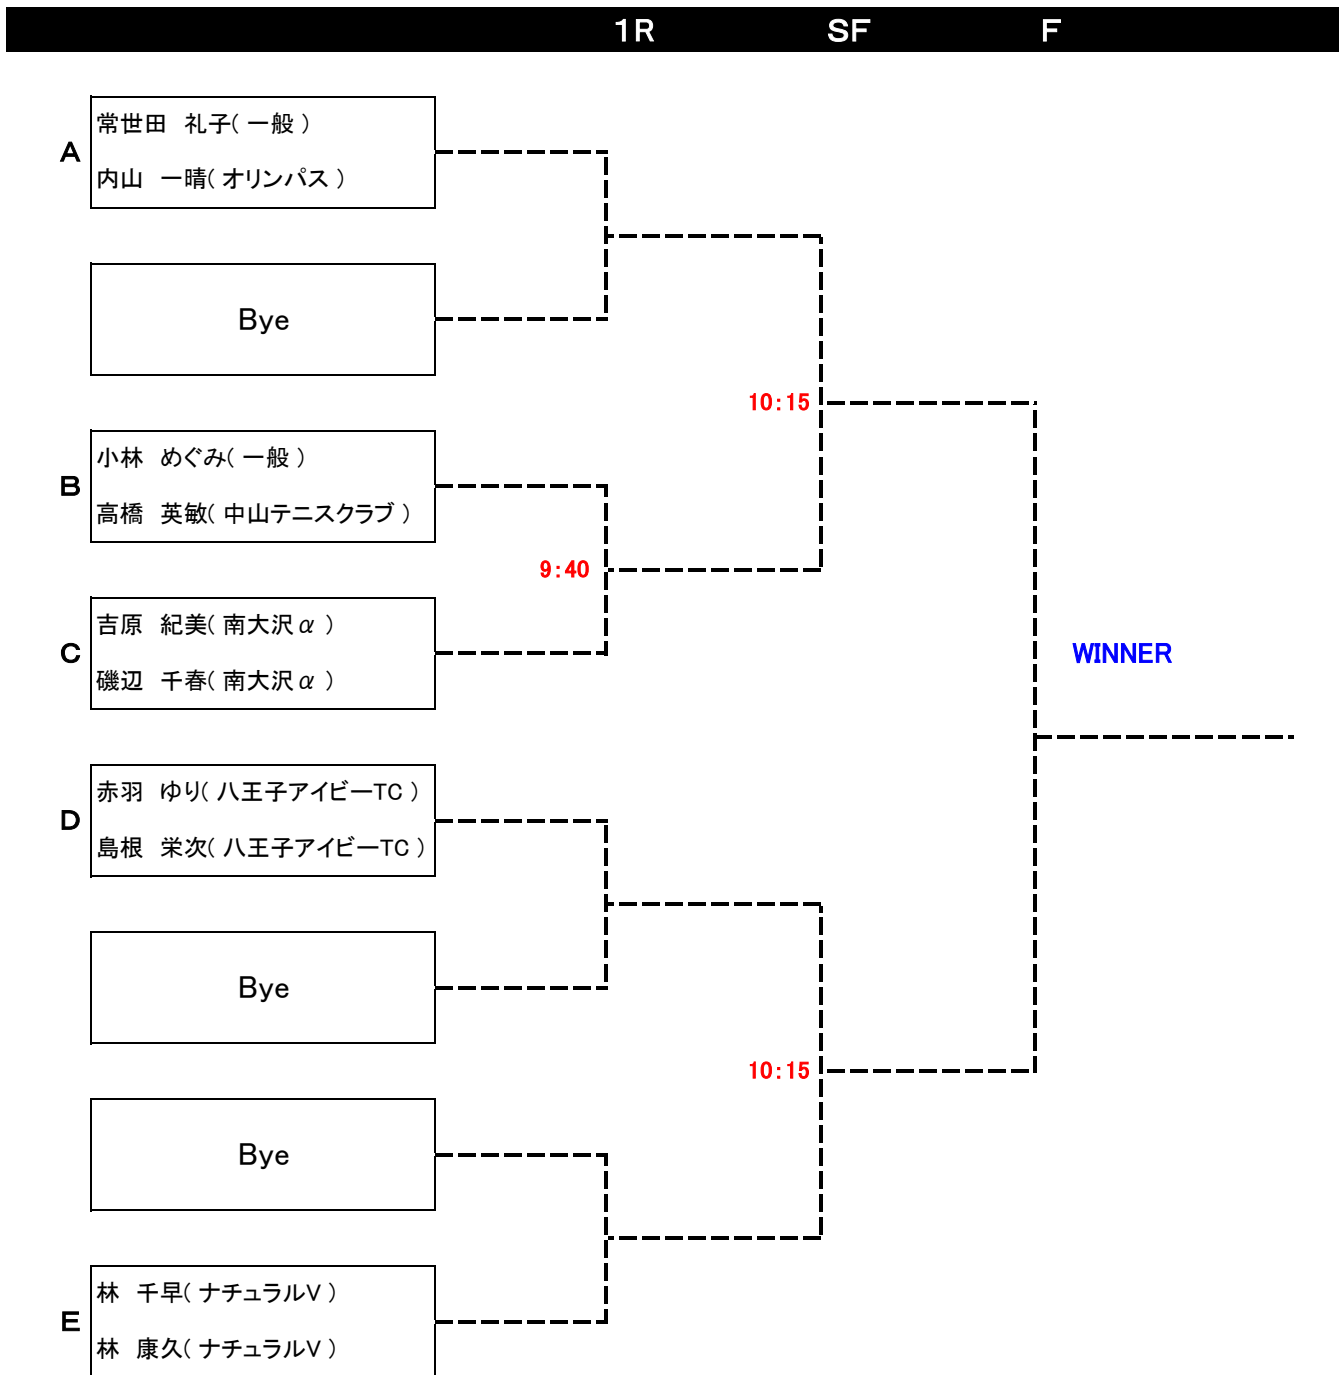 1R SF F
A
常世田 礼子( 一般 )
内山 一晴( オリンパス )
Bye
10:15
B
小林 めぐみ( 一般 )
高橋 英敏( 中山テニスクラブ )
9:40
C
吉原 紀美( 南大沢α )
磯辺 千春( 南大沢α )
WINNER
D
赤羽 ゆり( 八王子アイビーTC )
島根 栄次( 八王子アイビーTC )
Bye
10:15
Bye
E
林 千早( ナチュラルV )
林 康久( ナチュラルV )